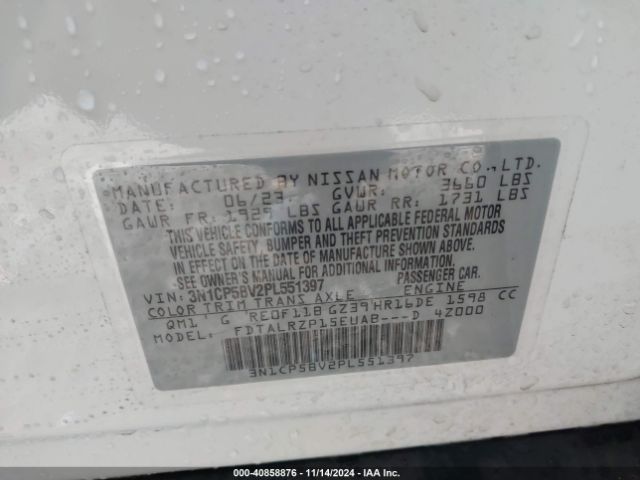 MANUFACTURED BY NISSAN MOTOR CO.,LTD.
DATE: 06/23 GVWR: 3660 LBS
GAWR FR: 1929 LBS GAWR RR: 1731 LBS
THIS VEHICLE CONFORMS TO ALL APPLICABLE FEDERAL MOTOR
VEHICLE SAFETY, BUMPER AND THEFT PREVENTION STANDARDS
IN EFFECT ON THE DATE OF MANUFACTURE SHOWN ABOVE.
SEE OWNER'S MANUAL FOR ADDITIONAL INFORMATION.
VIN: 3N1CP5BV2PL551397 PASSENGER CAR.
COLOR TRIM TRANS AXLE ENGINE
QM1 G RE0F11B GZ39 HR16DE 1598 CC
MODEL: FDTALRZP15EUAB---D 4Z000
3N1CP5BV2PL551397
000-40858876 | 11/14/2024 | IAA Inc.